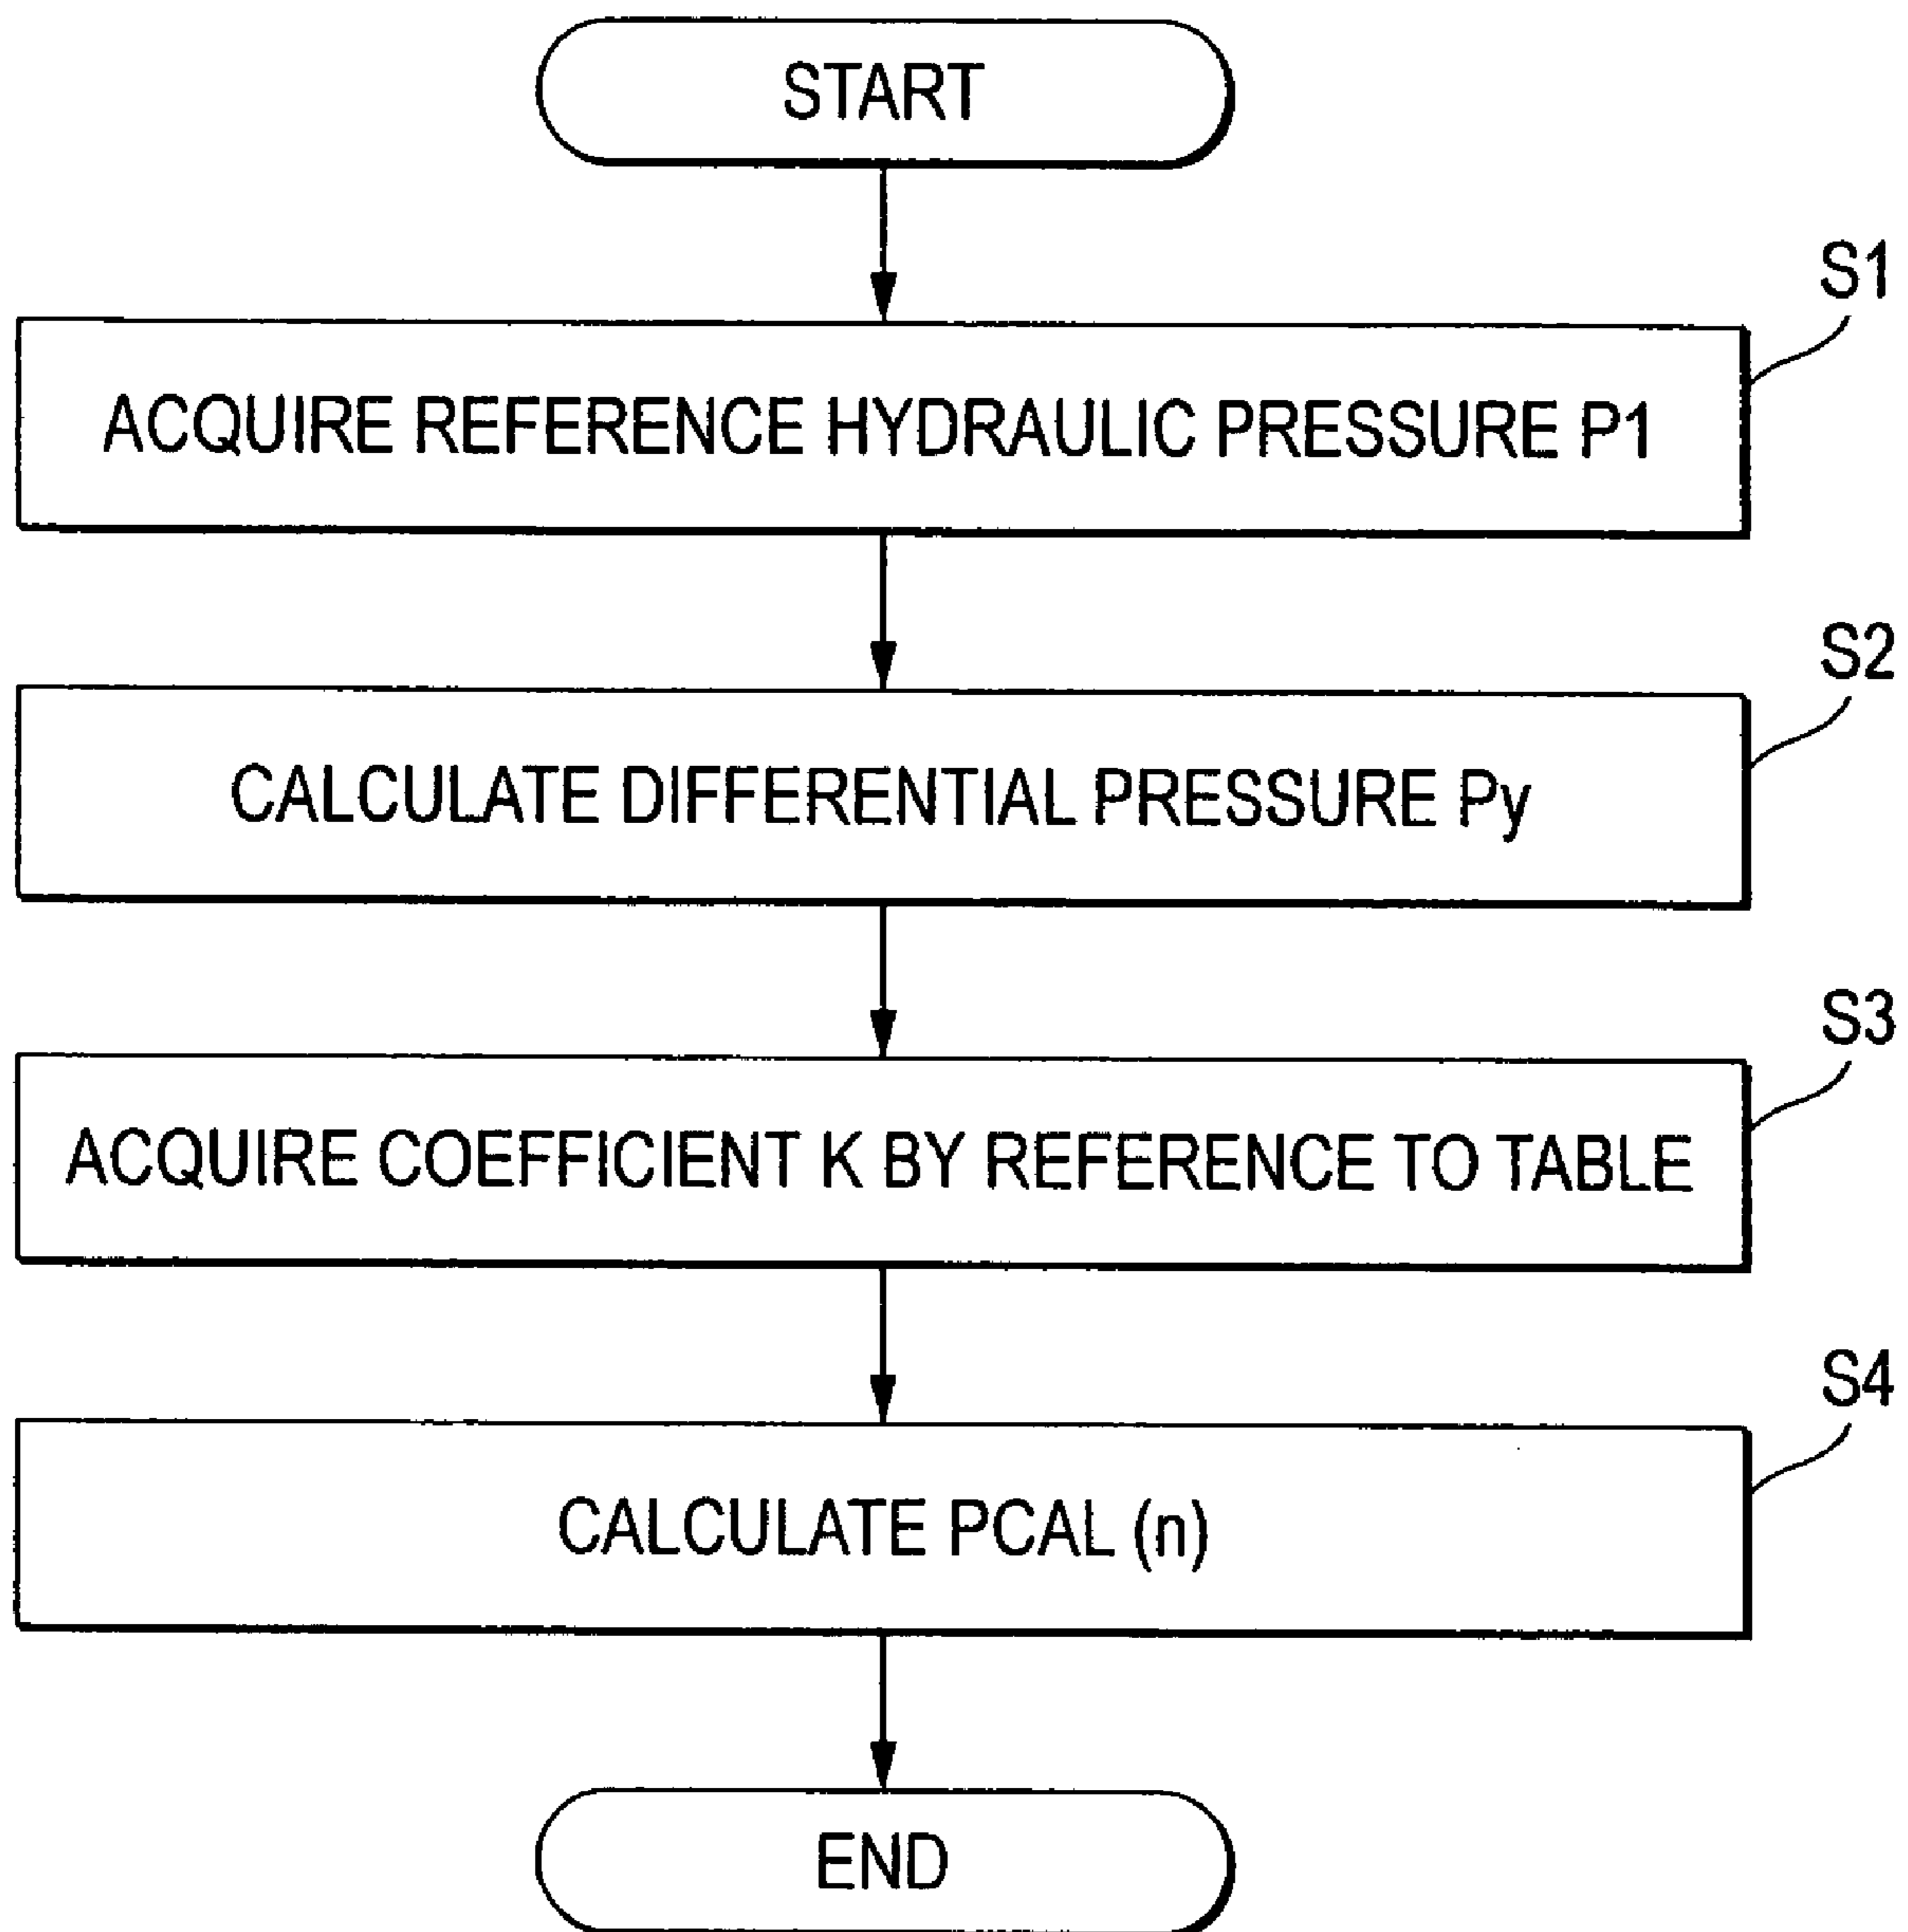 START
S1
ACQUIRE REFERENCE HYDRAULIC PRESSURE P1
S2
CALCULATE DIFFERENTIAL PRESSURE Py
S3
ACQUIRE COEFFICIENT K BY REFERENCE TO TABLE
S4
CALCULATE PCAL (n)
END